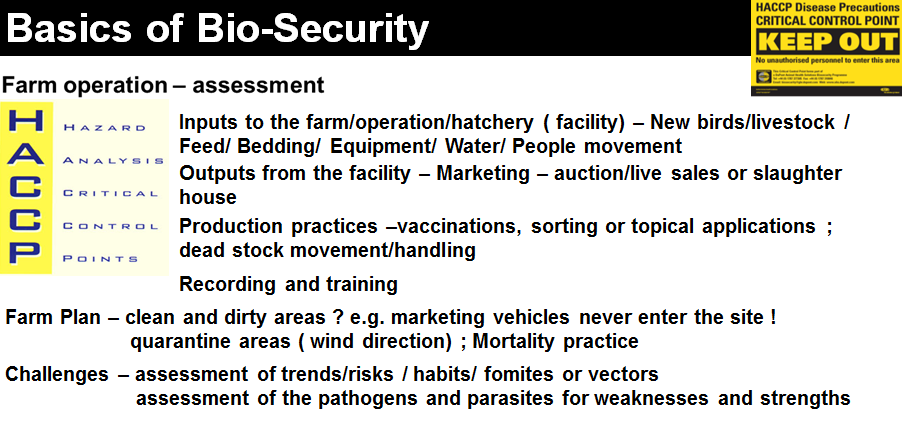 Basics of Bio-Security
HACCP Disease Precautions
CRITICAL CONTROL POINT
KEEP OUT
No unauthorised personnel to enter this area
Farm operation – assessment
HACCP
HAZARD
ANALYSIS
CRITICAL
CONTROL
POINTS
Inputs to the farm/operation/hatchery ( facility) – New birds/livestock /
Feed/ Bedding/ Equipment/ Water/ People movement
Outputs from the facility – Marketing – auction/live sales or slaughter
house
Production practices –vaccinations, sorting or topical applications ;
dead stock movement/handling
Recording and training
Farm Plan – clean and dirty areas ? e.g. marketing vehicles never enter the site !
quarantine areas ( wind direction) ; Mortality practice
Challenges – assessment of trends/risks / habits/ fomites or vectors
assessment of the pathogens and parasites for weaknesses and strengths